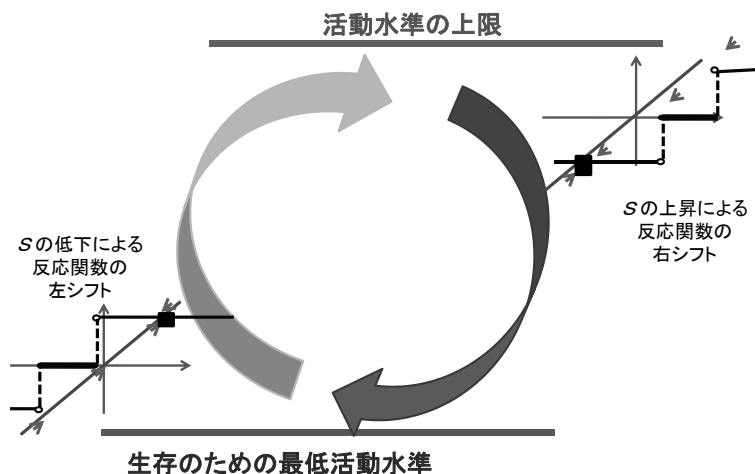 活動水準の上限
Sの上昇による
反応関数の
右シフト
Sの低下による
反応関数の
左シフト
生存のための最低活動水準